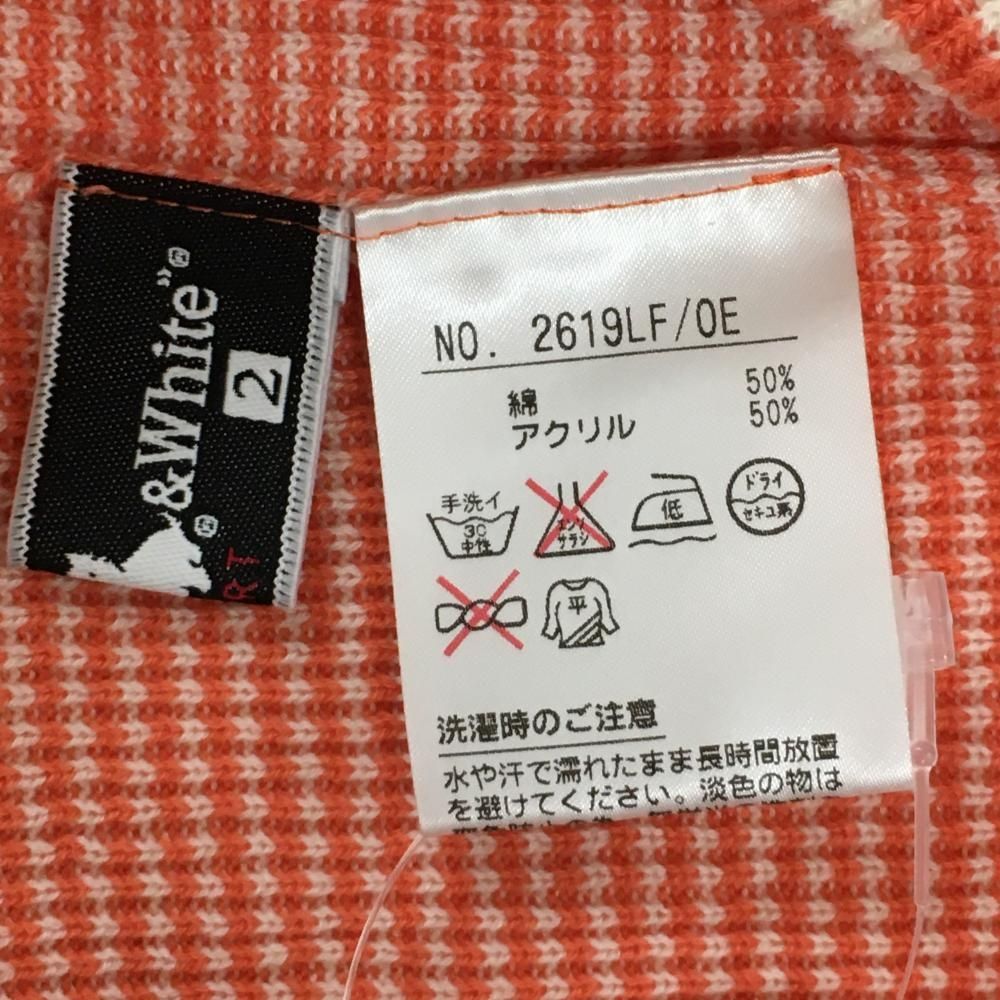 &White"®
2
®
RT
NO. 2619LF/OE
綿 50%
アクリル 50%
手洗イ
30
中性
エンソ
サラシ
低
ドライ
セキユ系
平
洗濯時のご注意
水や汗で濡れたまま長時間放置
を避けてください。淡色の物は